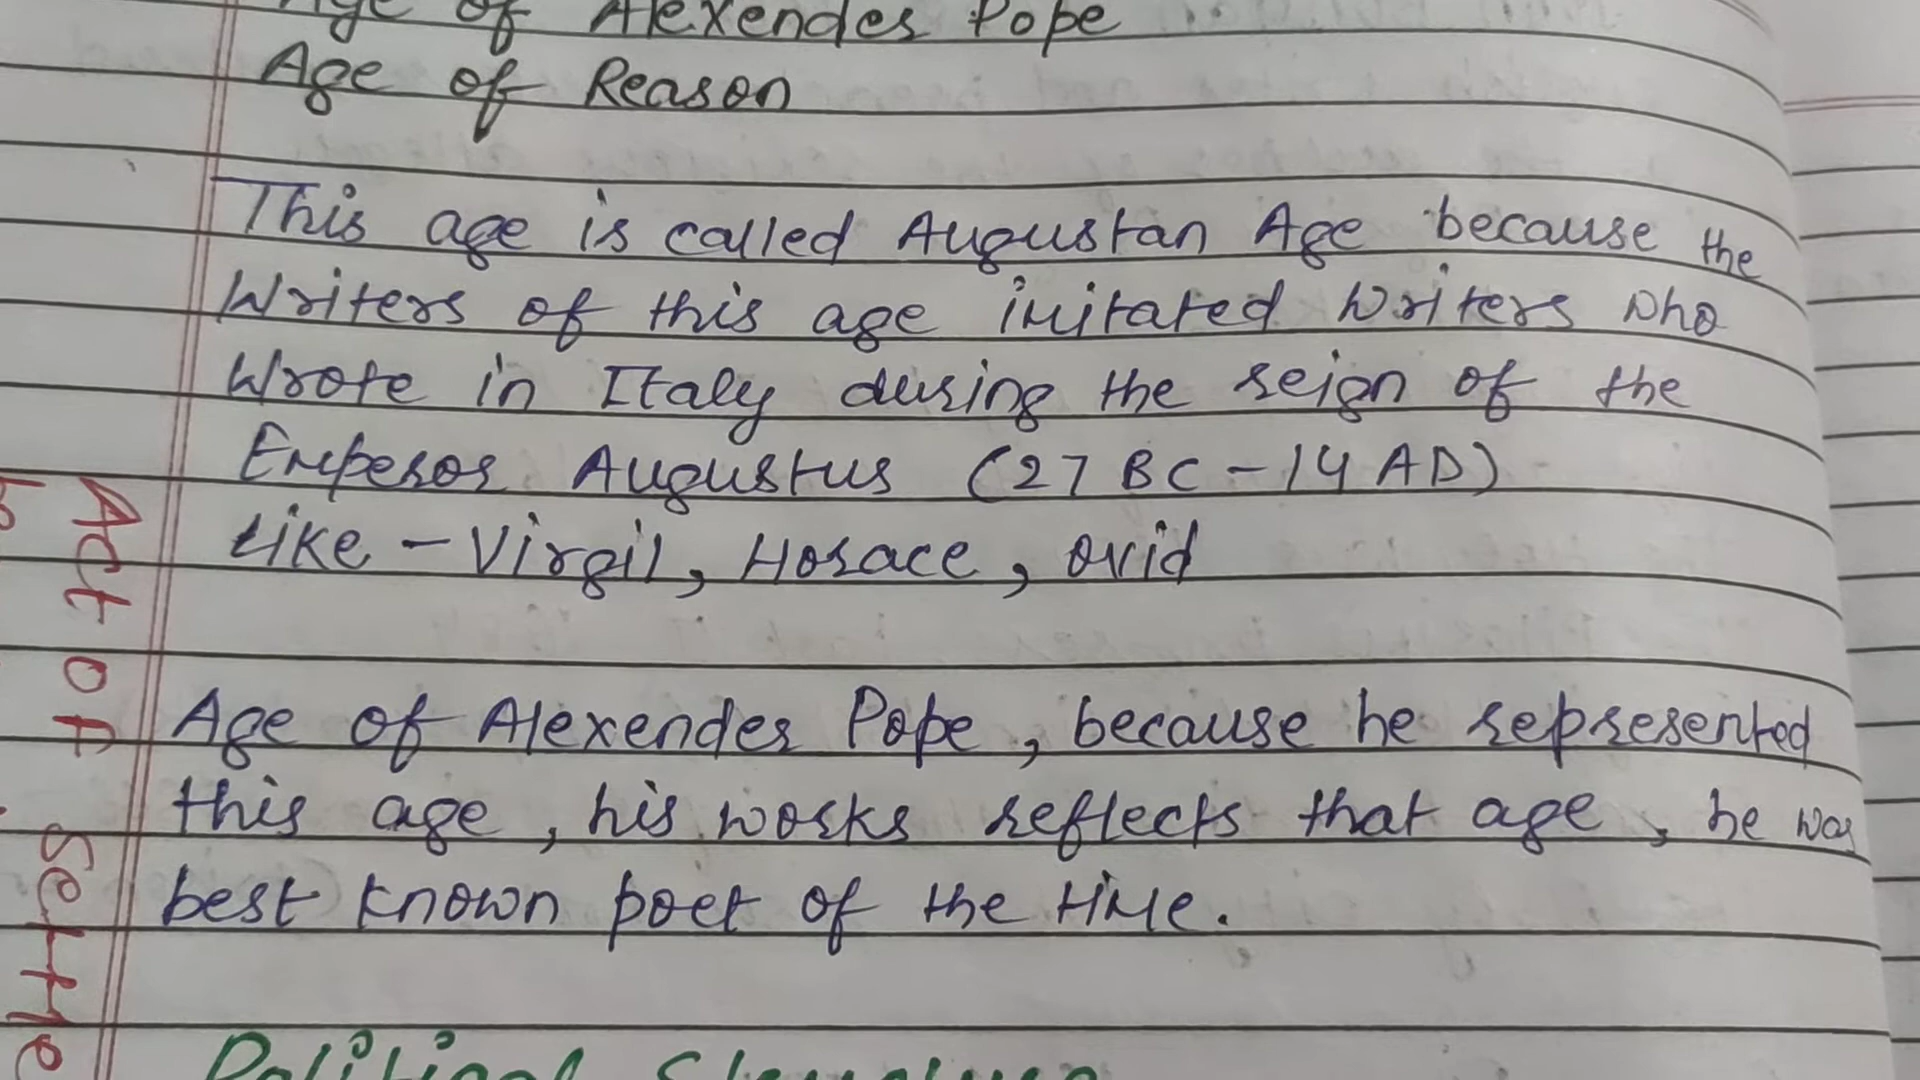 Age of Alexender Pope
Age of Reason
This age is called Augustan Age because the
Writers of this age imitated Writers who
Wrote in Italy during the reign of the
Emperor Augustus (27 BC - 14 AD)
Like - Virgil, Horace, Ovid
Age of Alexender Pope, because he represented
this age, his works reflects that age, he was
best known poet of the time.
Act of Settle
Political